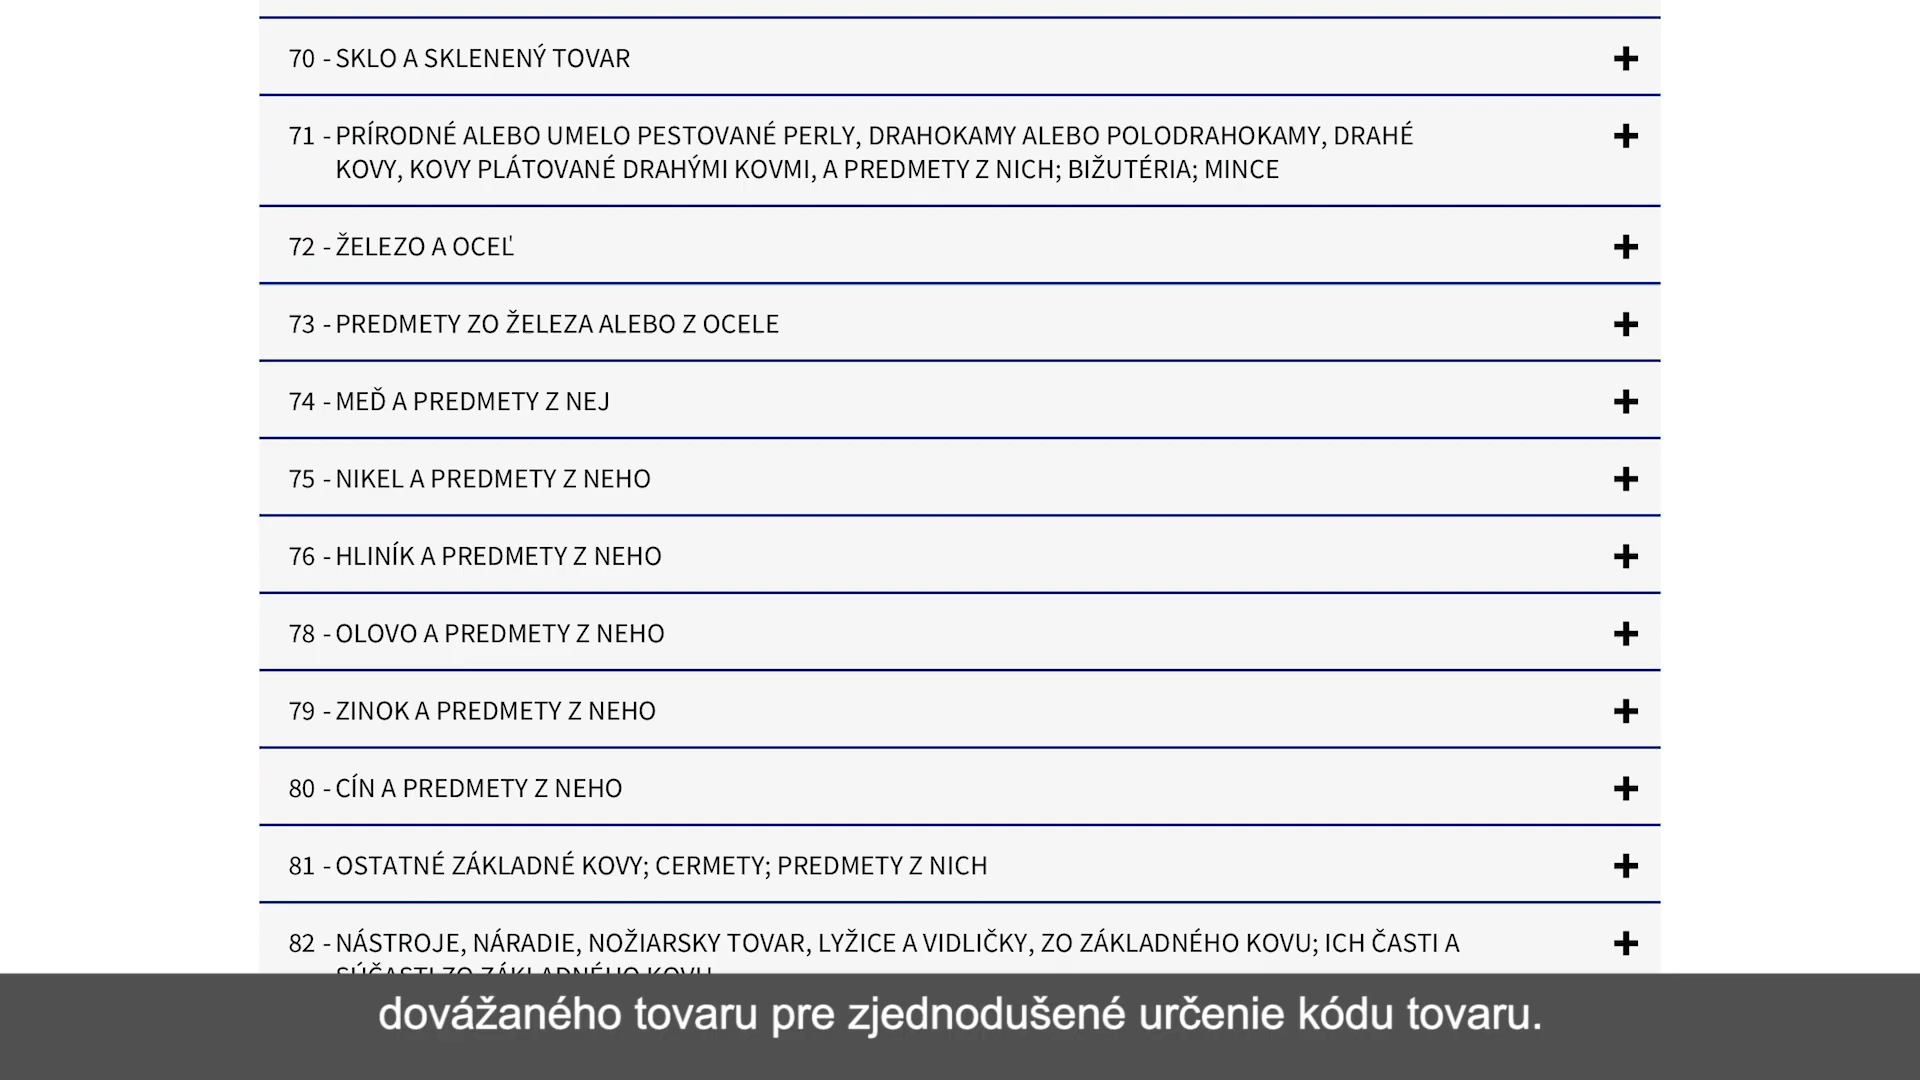 70 - SKLO A SKLENENÝ TOVAR
71 - PRÍRODNÉ ALEBO UMELO PESTOVANÉ PERLY, DRAHOKAMY ALEBO POLODRAHOKAMY, DRAHÉ
KOVY, KOVY PLÁTOVANÉ DRAHÝMI KOVMI, A PREDMETY Z NICH; BIŽUTÉRIA; MINCE
72 - ŽELEZO A OCEĽ
73 - PREDMETY ZO ŽELEZA ALEBO Z OCELE
74 - MEĎ A PREDMETY Z NEJ
75 - NIKEL A PREDMETY Z NEHO
76 - HLINÍK A PREDMETY Z NEHO
78 - OLOVO A PREDMETY Z NEHO
79 - ZINOK A PREDMETY Z NEHO
80 - CÍN A PREDMETY Z NEHO
81 - OSTATNÉ ZÁKLADNÉ KOVY; CERMETY; PREDMETY Z NICH
82 - NÁSTROJE, NÁRADIE, NOŽIARSKY TOVAR, LYŽICE A VIDLIČKY, ZO ZÁKLADNÉHO KOVU; ICH ČASTI A
SÚČASTI ZO ZÁKLADNÉHO KOVU
dovážaného tovaru pre zjednodušené určenie kódu tovaru.